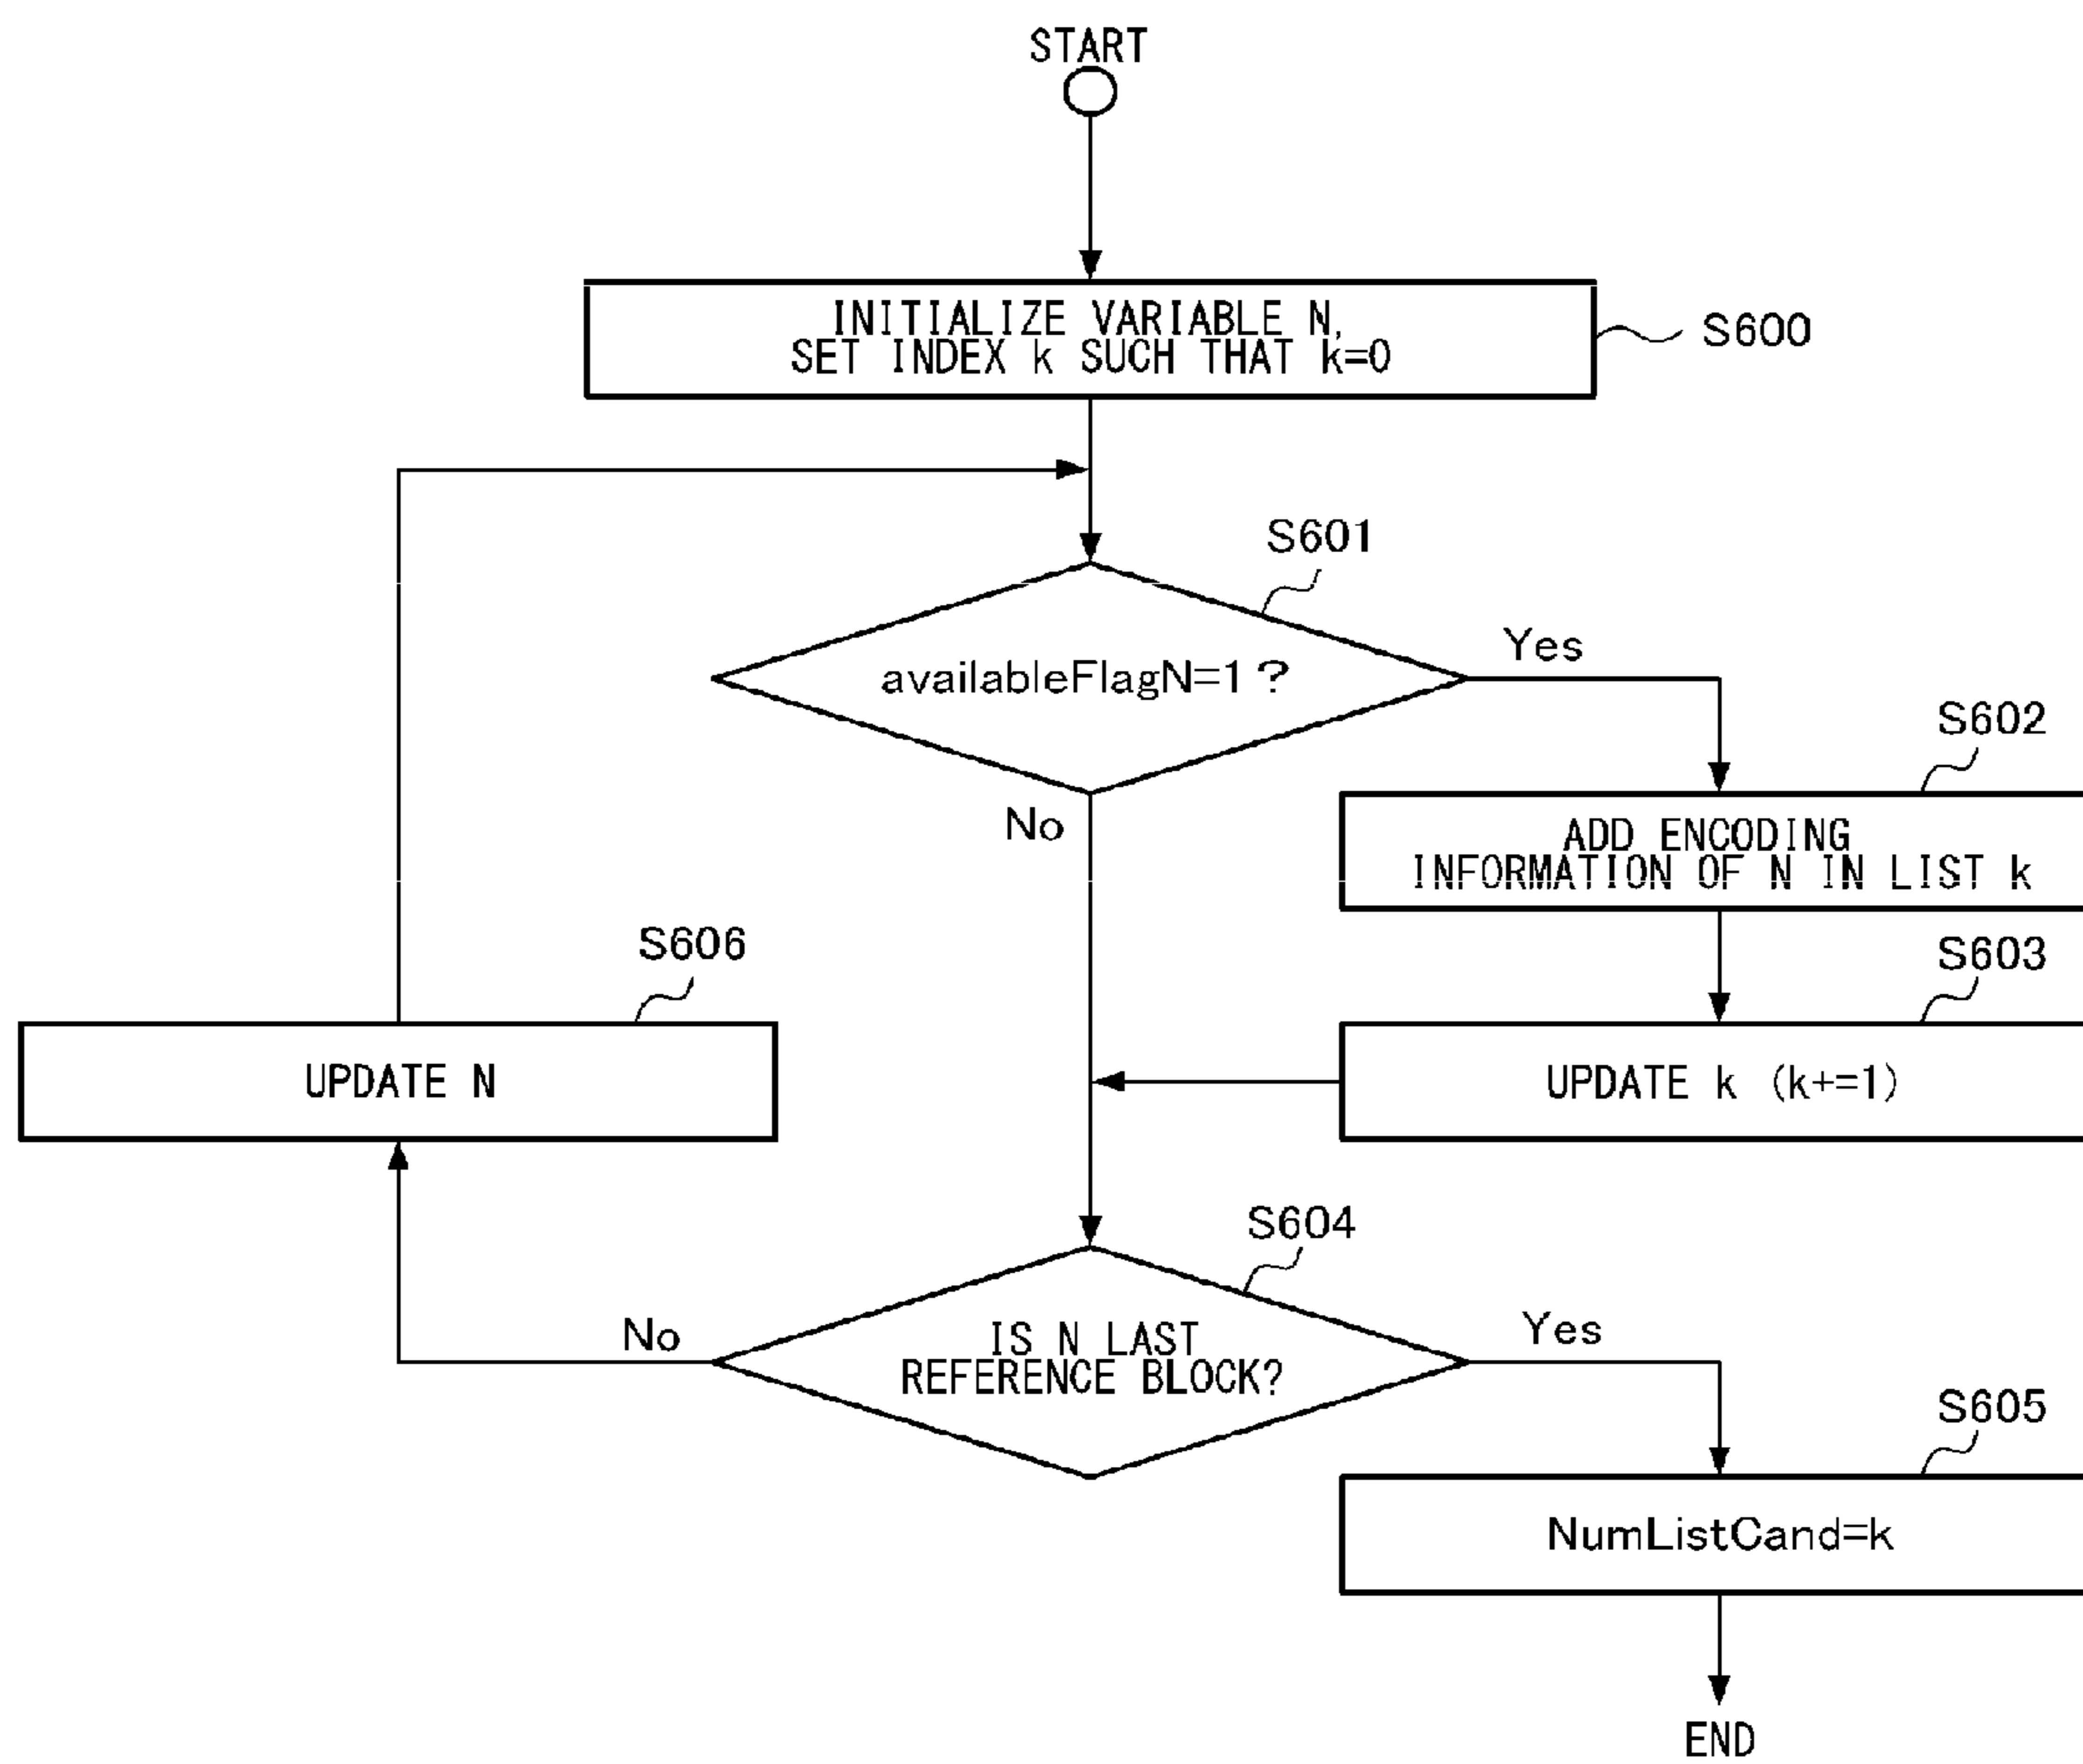 START
INITIALIZE VARIABLE N,
SET INDEX k SUCH THAT k=0
S600
S601
availableFlagN=1?
Yes
No
S602
ADD ENCODING
INFORMATION OF N IN LIST k
S603
UPDATE k (k+=1)
S606
UPDATE N
S604
IS N LAST
REFERENCE BLOCK?
No
Yes
S605
NumListCand=k
END